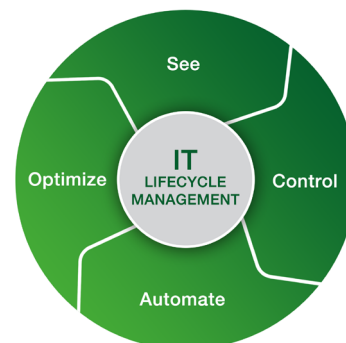 See
IT
LIFECYCLE
MANAGEMENT
Optimize
Control
Automate